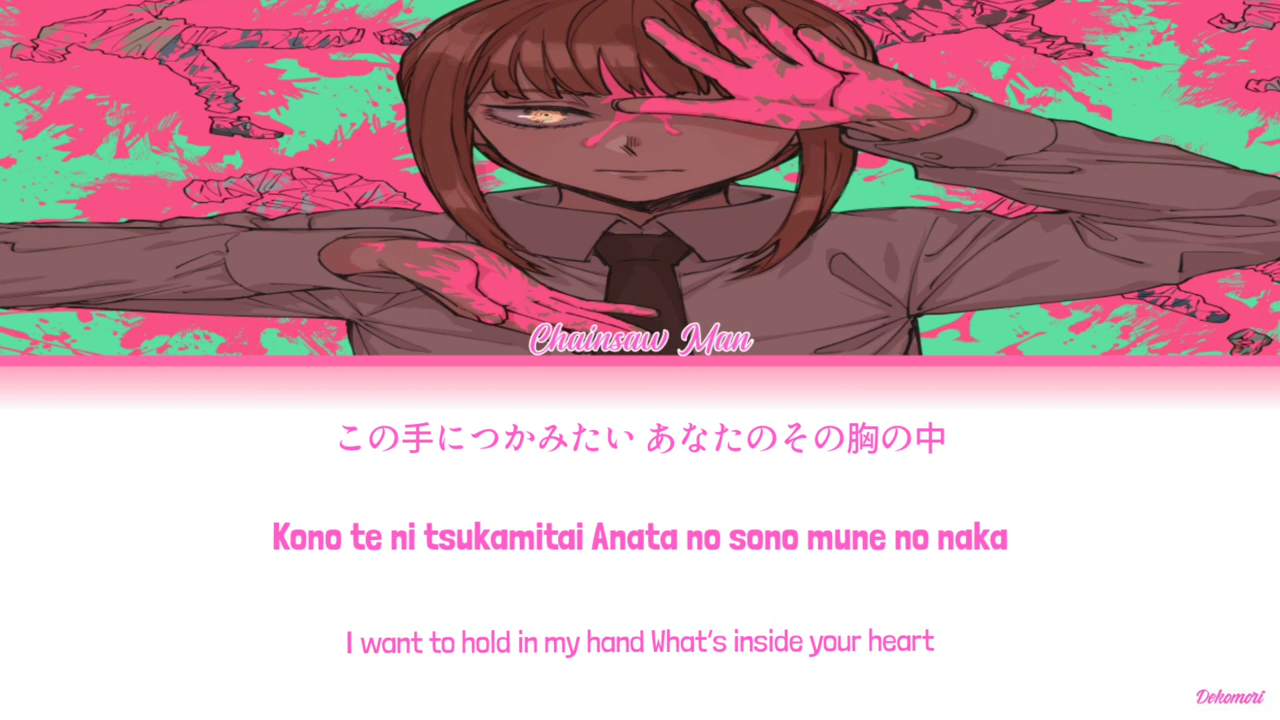 Chainsaw Man
この手につかみたい あなたのその胸の中
Kono te ni tsukamitai Anata no sono mune no naka
I want to hold in my hand What's inside your heart
Dekomori